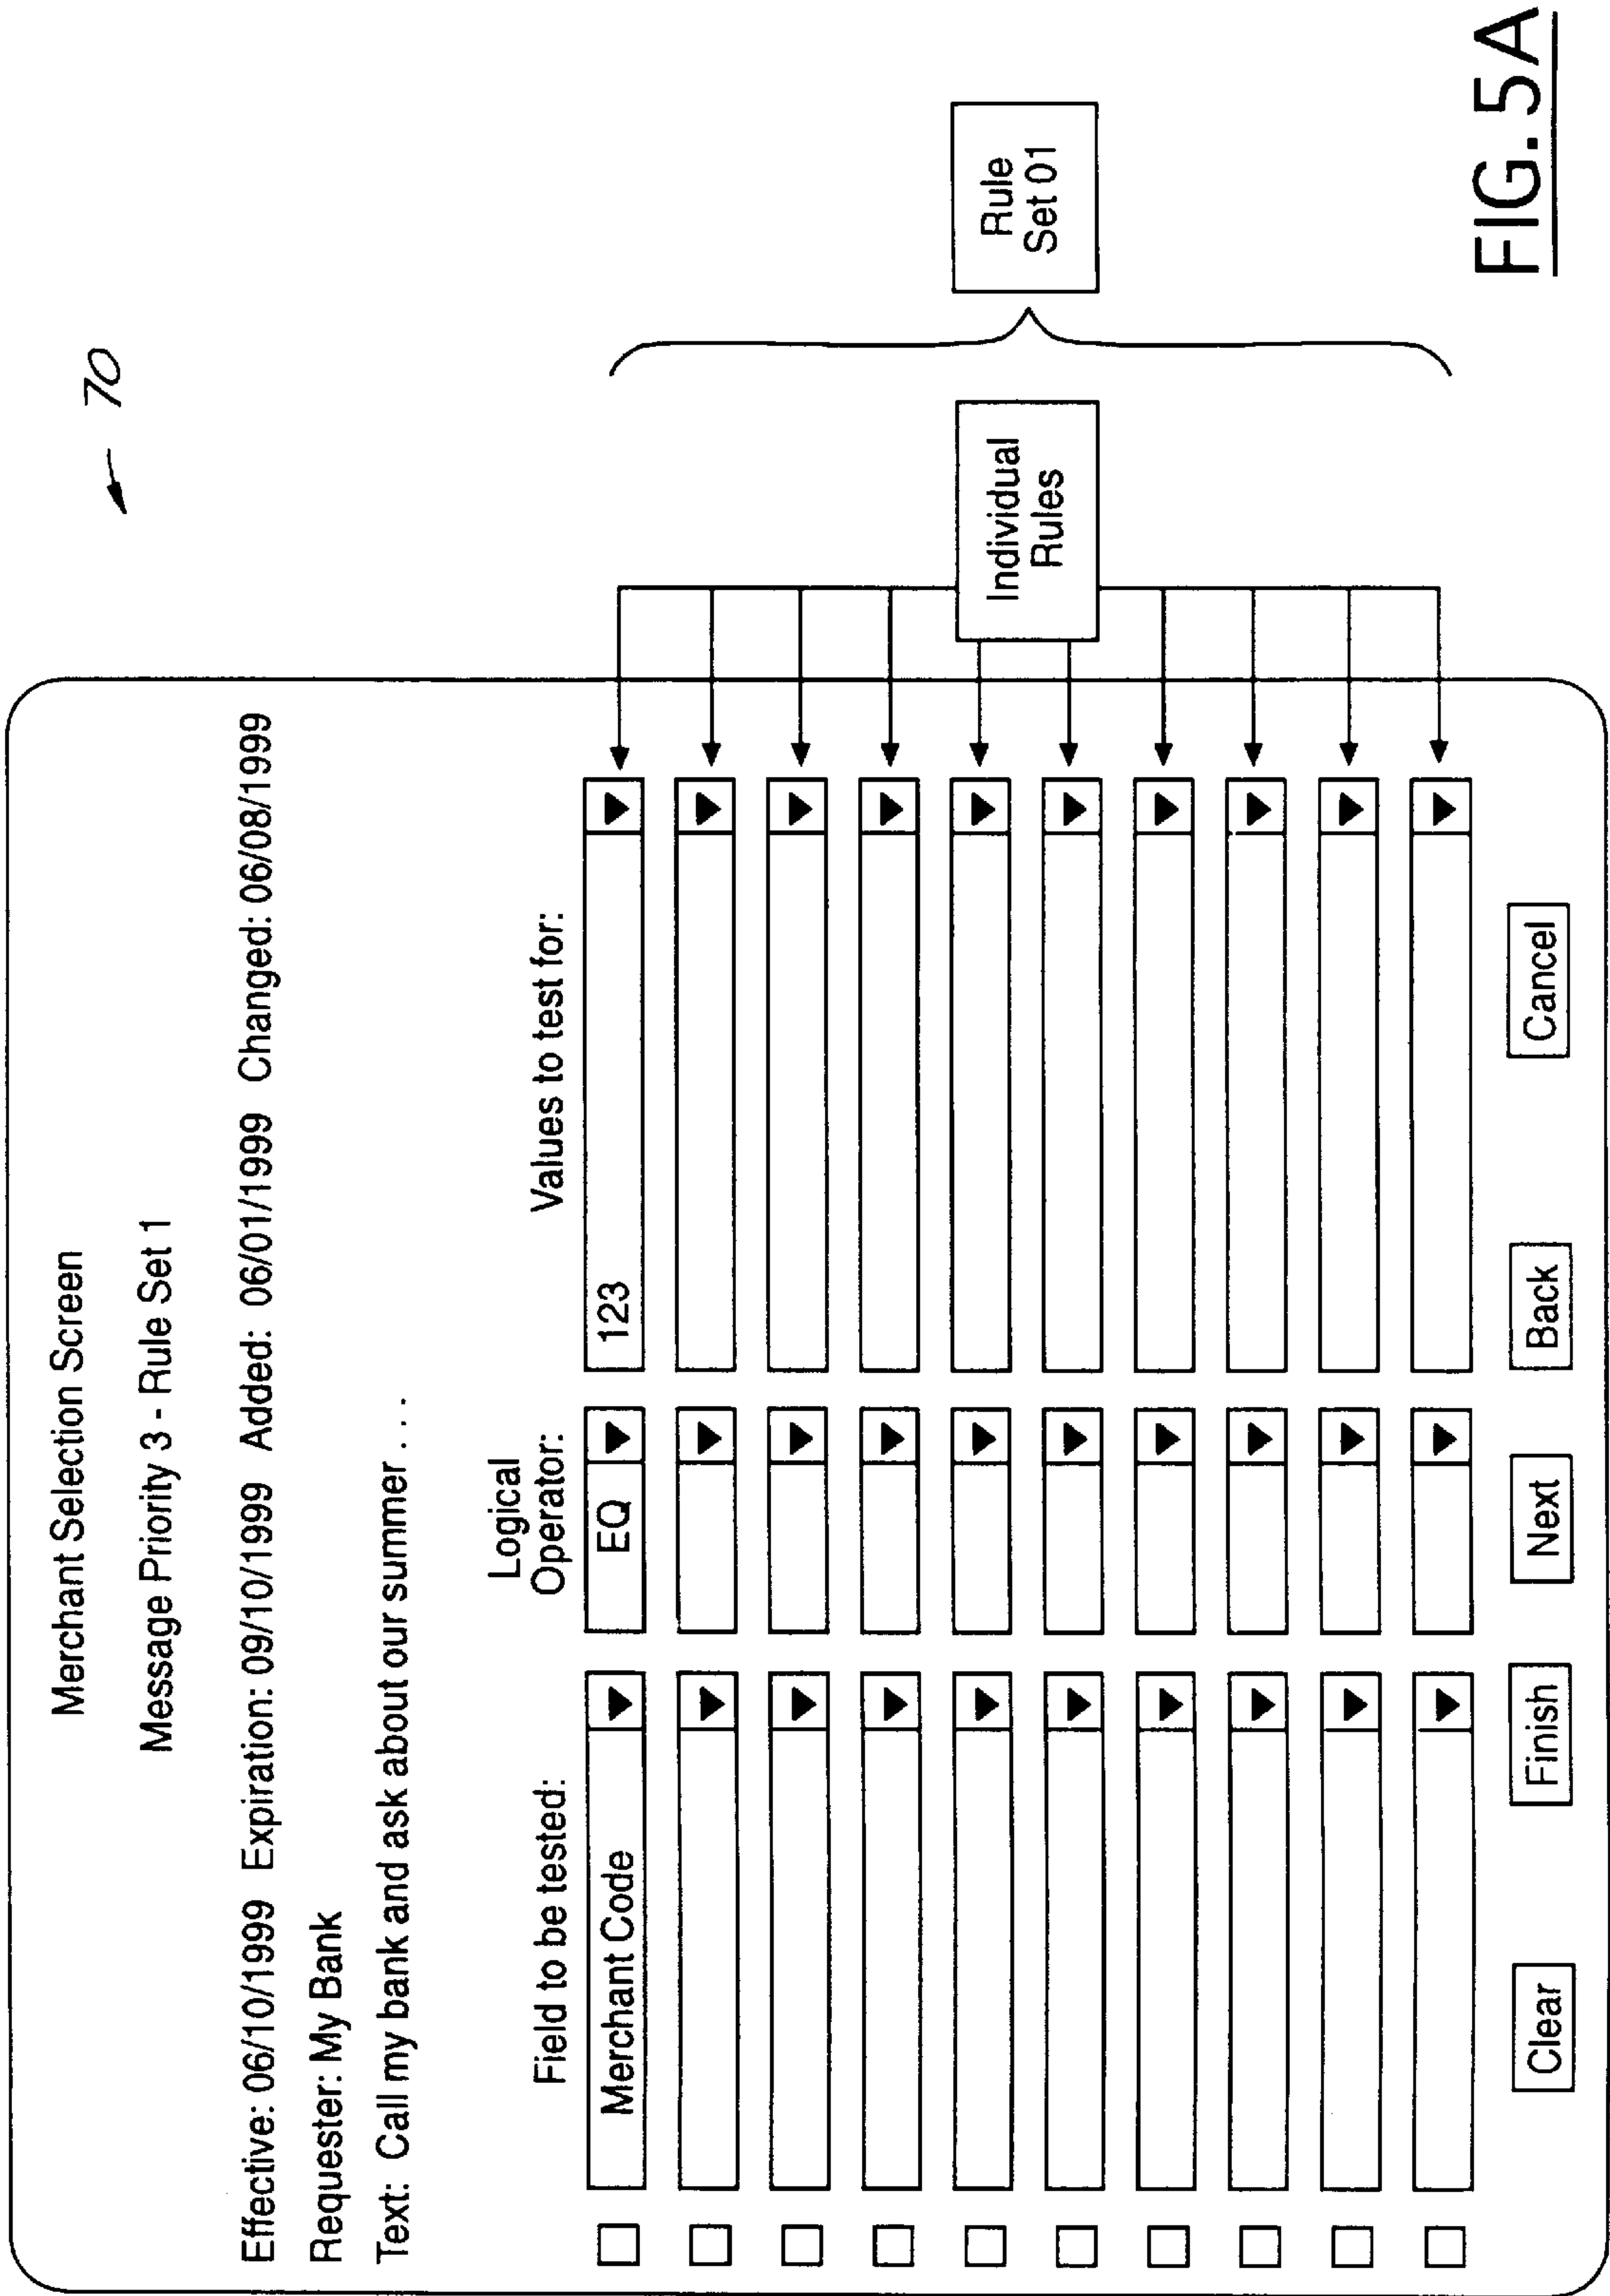 70
Merchant Selection Screen
Message Priority 3 - Rule Set 1
Effective: 06/10/1999 Expiration: 09/10/1999 Added: 06/01/1999 Changed: 06/08/1999
Requester: My Bank
Text: Call my bank and ask about our summer . . .
Field to be tested:
Logical
Operator:
Values to test for:
Merchant Code
EQ
123
Individual
Rules
Rule
Set 01
Clear
Finish
Next
Back
Cancel
FIG. 5A